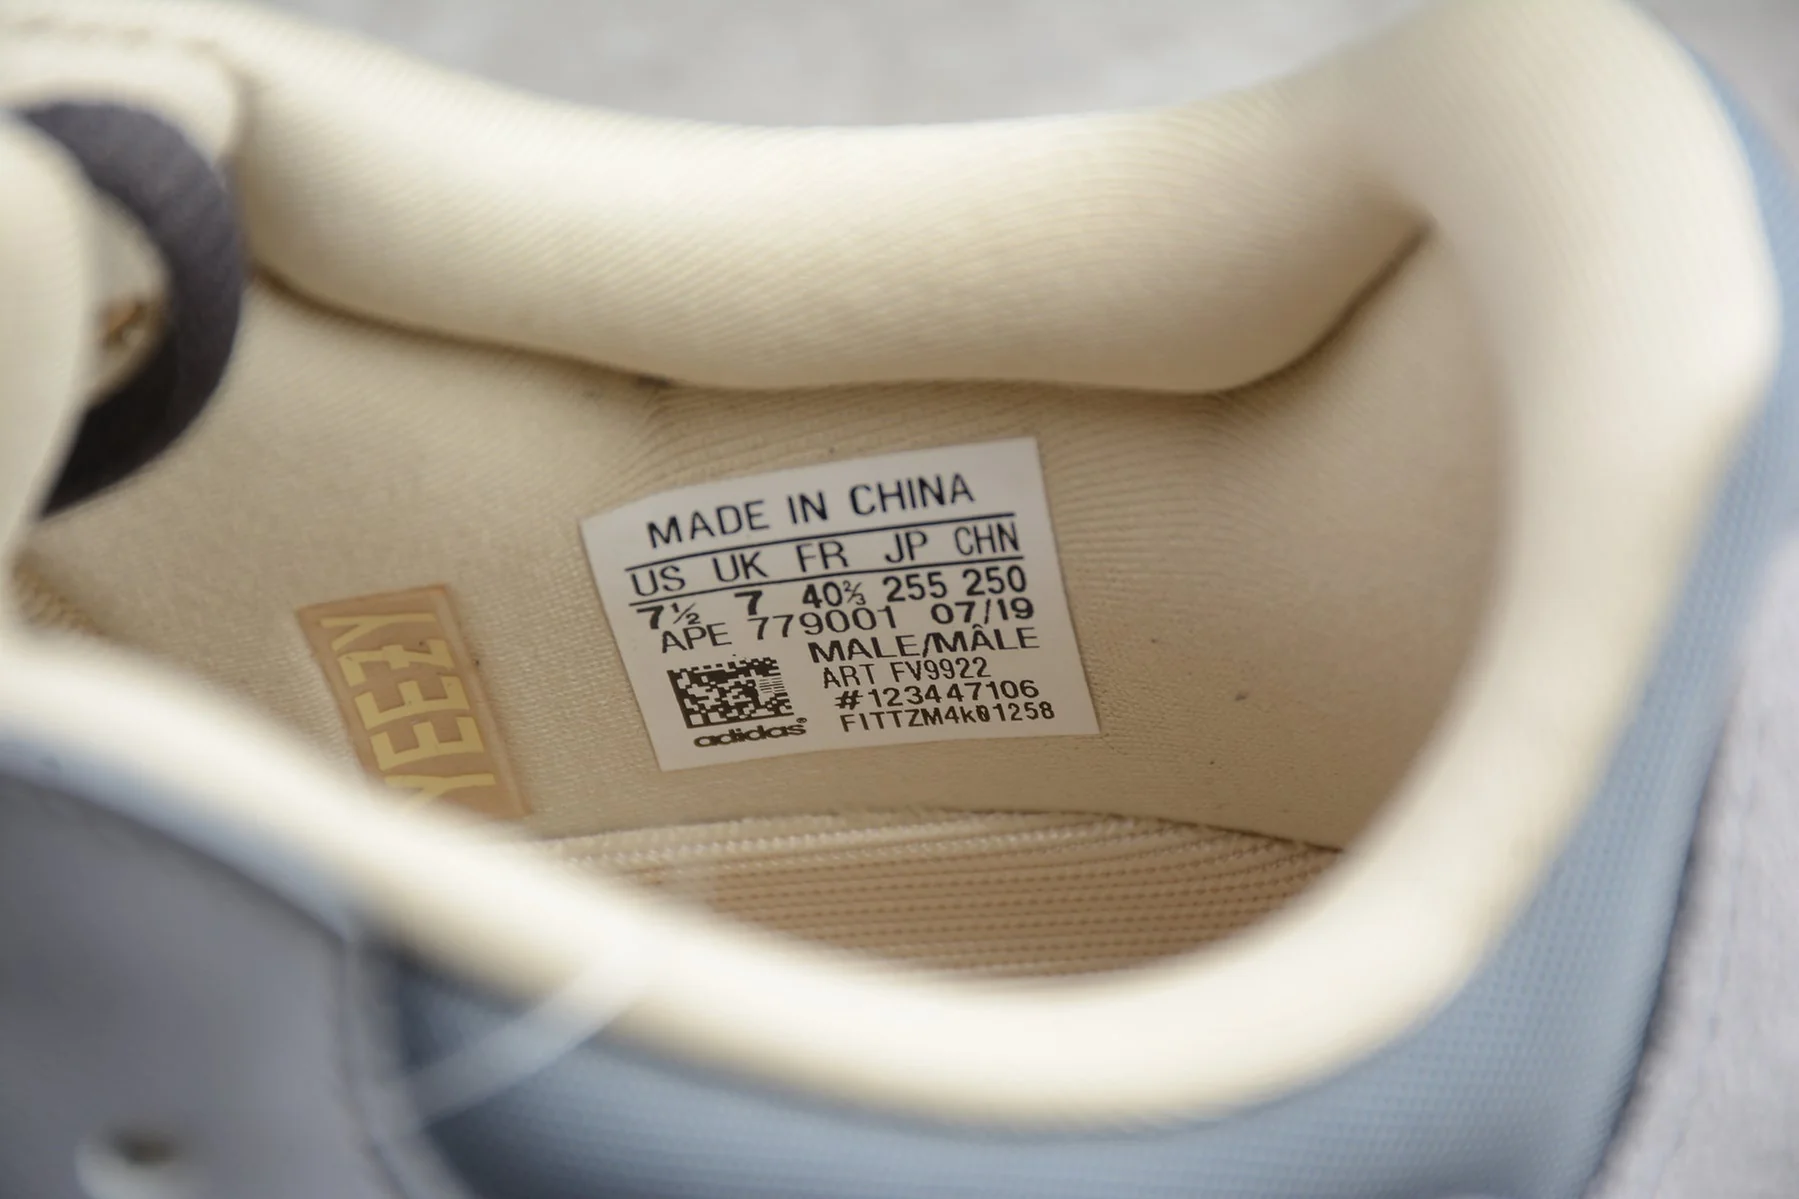 MADE IN CHINA
US UK FR JP CHN
7½ 7 40⅔ 255 250
APE 779001 07/19
MALE/MÂLE
ART FV9922
#123447106
FITTZM4k01258
adidas®
YEEZY